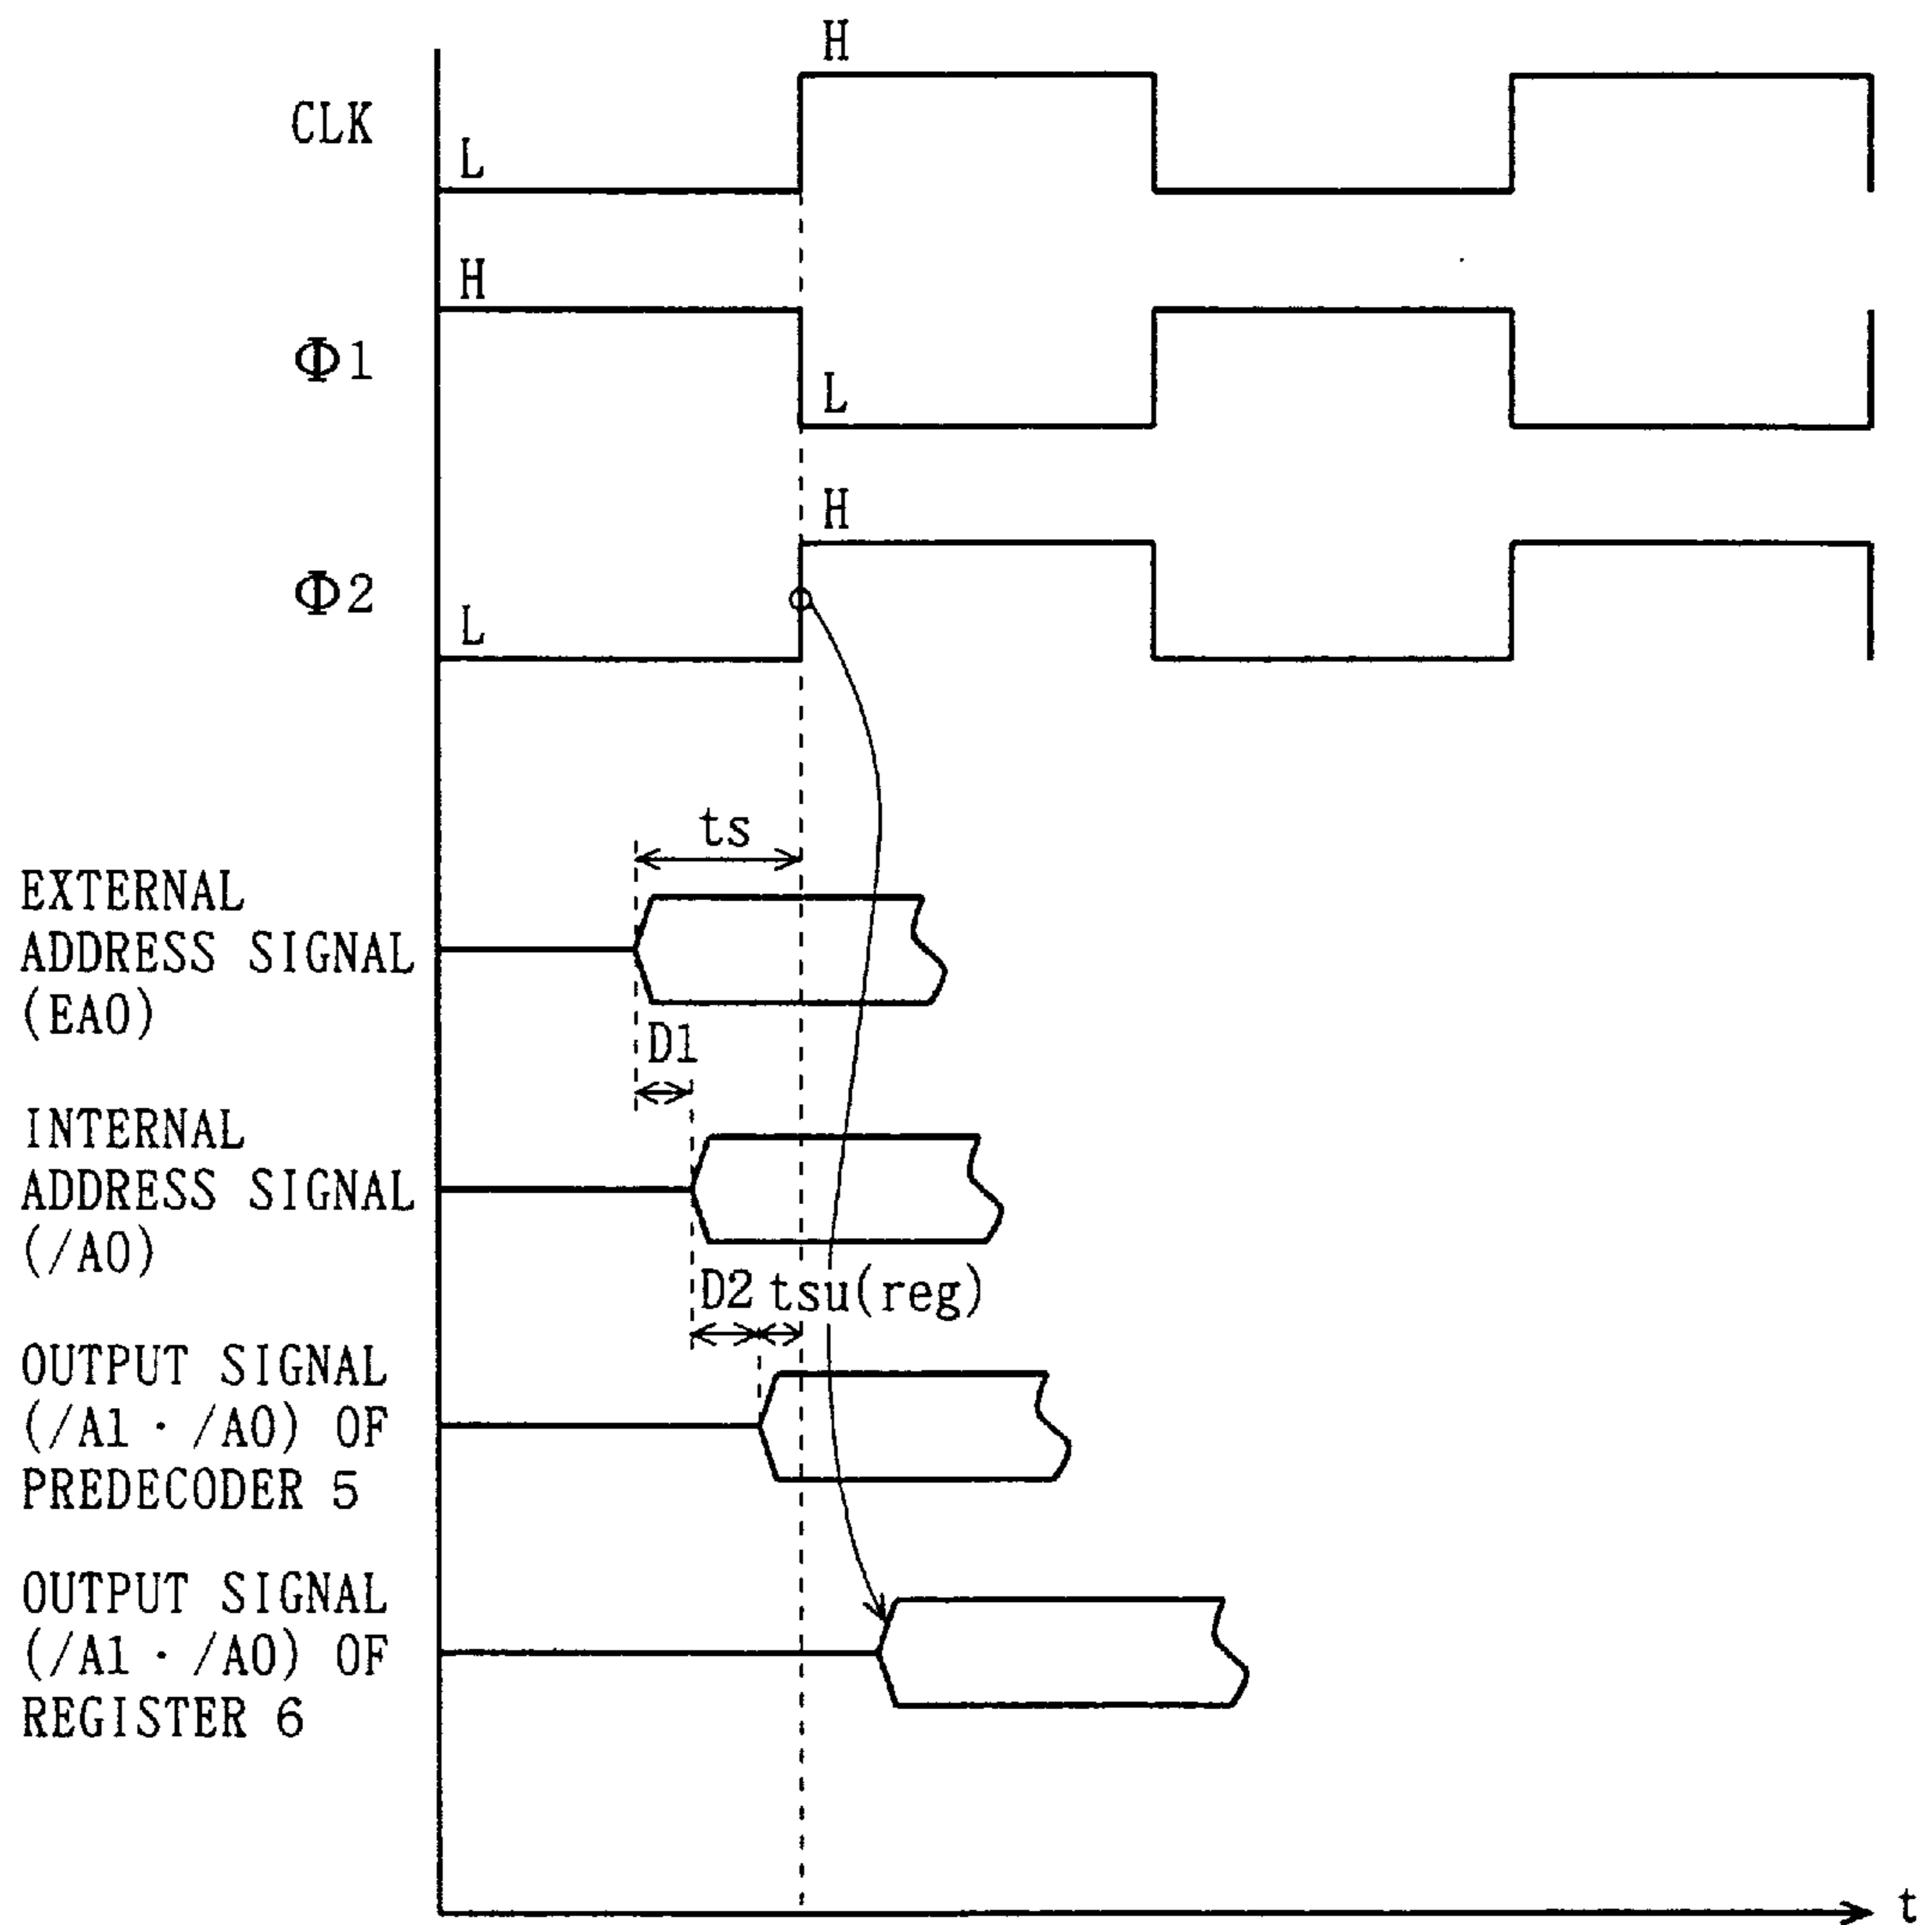 H
CLK
L
H
Φ1
L
H
Φ2
L
ts
EXTERNAL
ADDRESS SIGNAL
(EA0)
D1
INTERNAL
ADDRESS SIGNAL
(/A0)
D2 tsu(reg)
OUTPUT SIGNAL
(/A1·/A0) OF
PREDECODER 5
OUTPUT SIGNAL
(/A1·/A0) OF
REGISTER 6
t